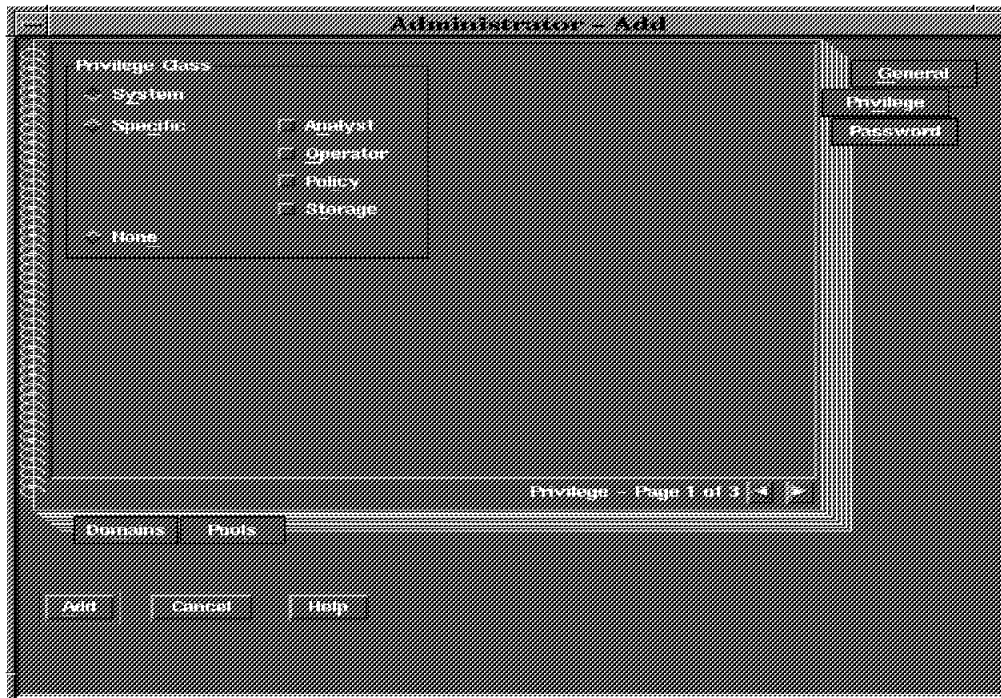 Administrator – Add
Privilege Class
General
System
Privilege
Specific
Analyst
Password
Operator
Policy
Storage
None
Privilege – Page 1 of 3
Domains
Pools
Add
Cancel
Help